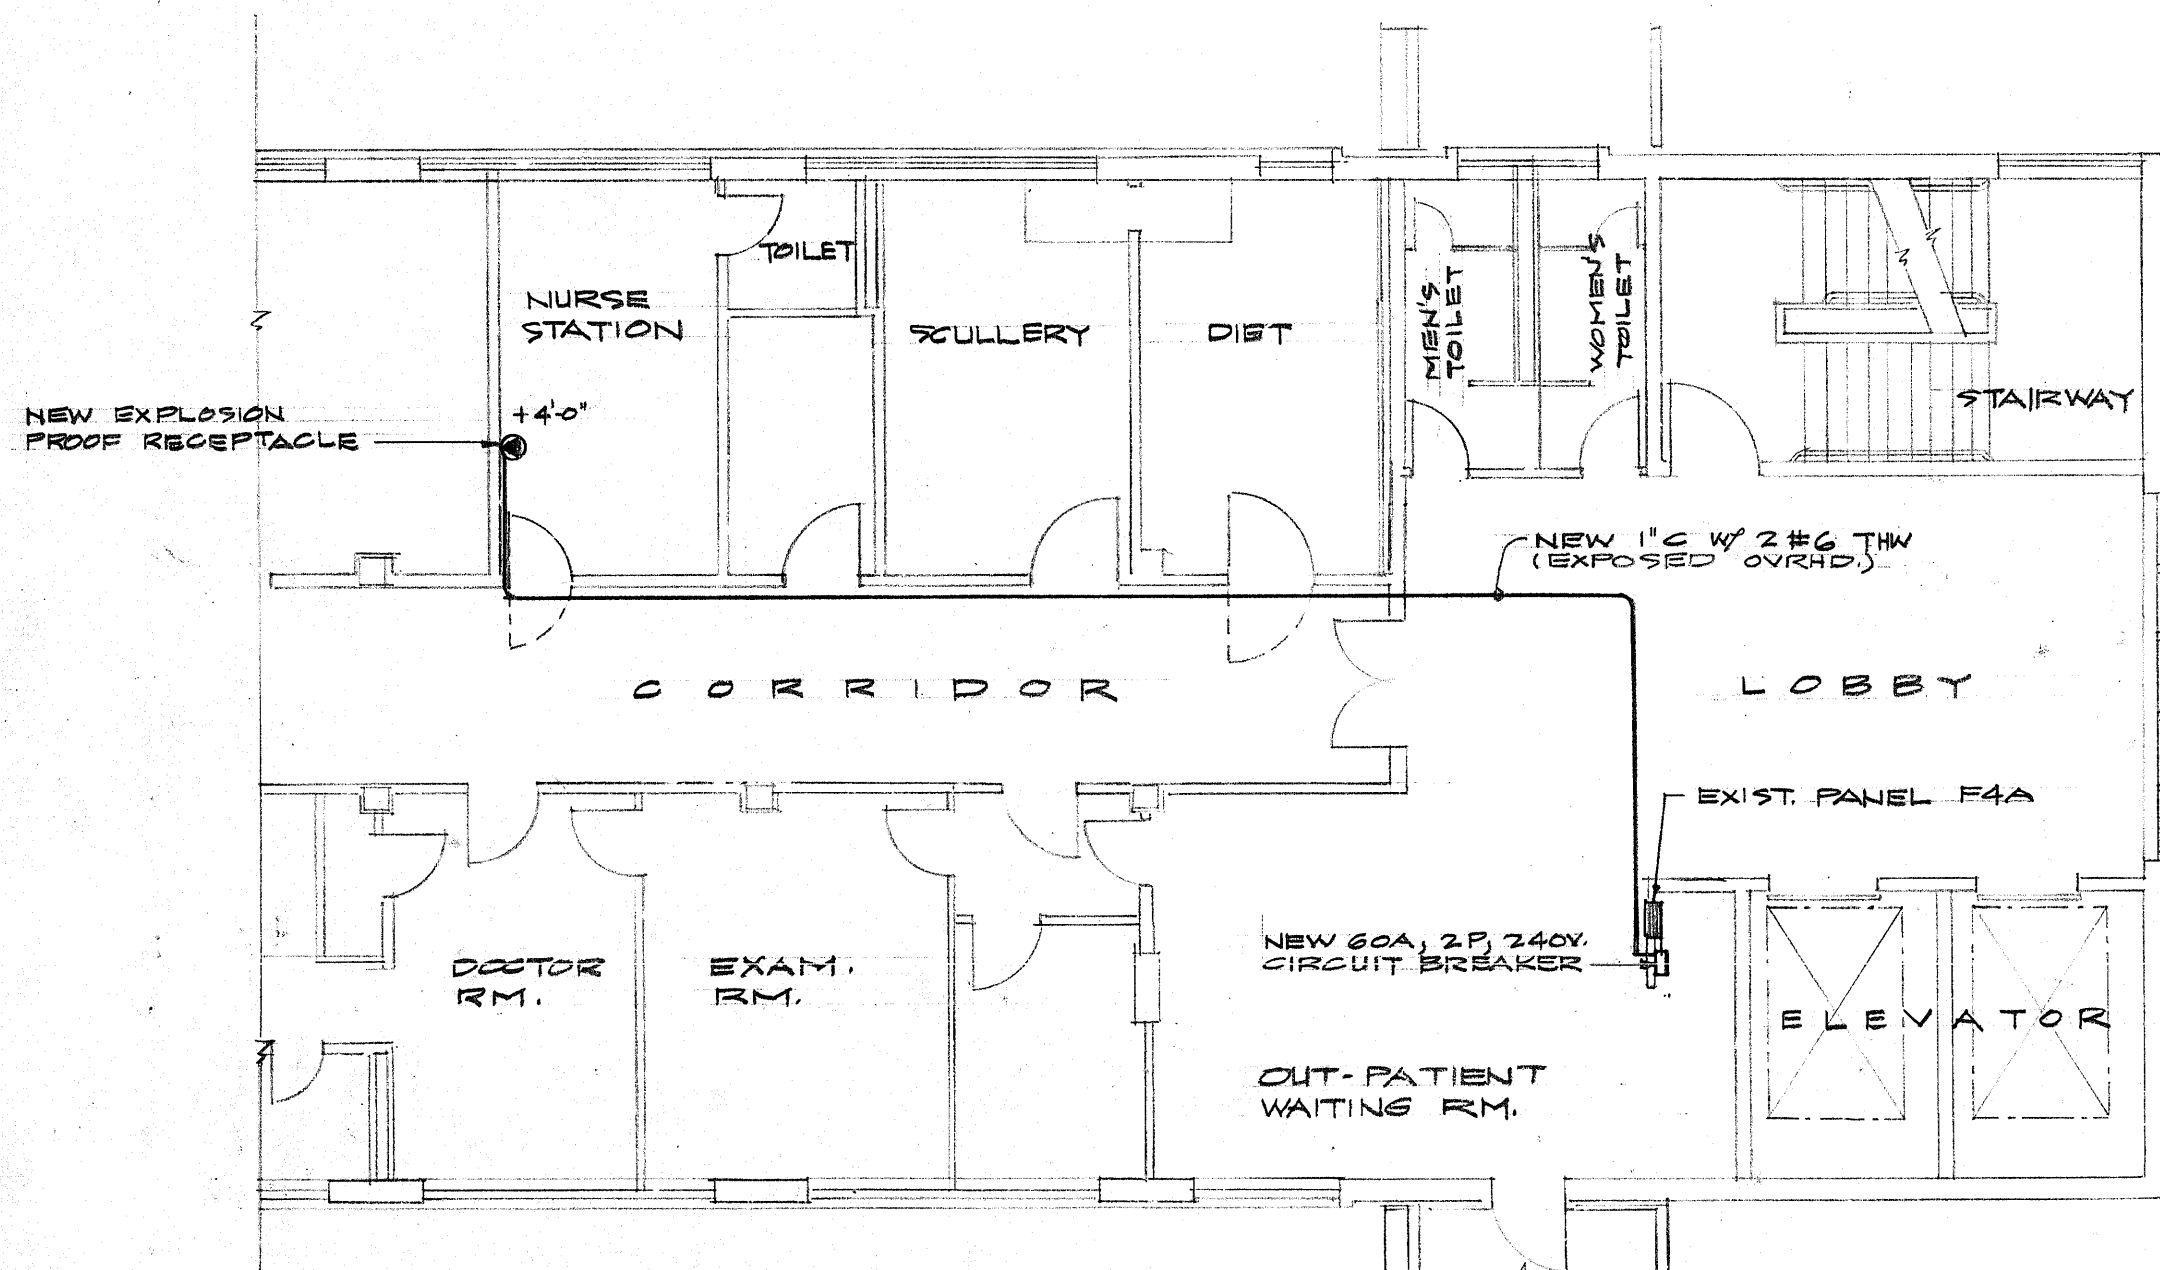 TOILET
NURSE
STATION
SCULLERY
DIET
MEN'S
TOILET
WOMEN'S
TOILET
STAIRWAY
NEW EXPLOSION
PROOF RECEPTACLE
+4'-0"
NEW 1"C W/ 2 #6 THW
(EXPOSED OVRHD.)
CORRIDOR
LOBBY
EXIST. PANEL F4A
NEW 60A, 2P, 240V.
CIRCUIT BREAKER
DOCTOR
RM.
EXAM.
RM.
ELEVATOR
OUT-PATIENT
WAITING RM.